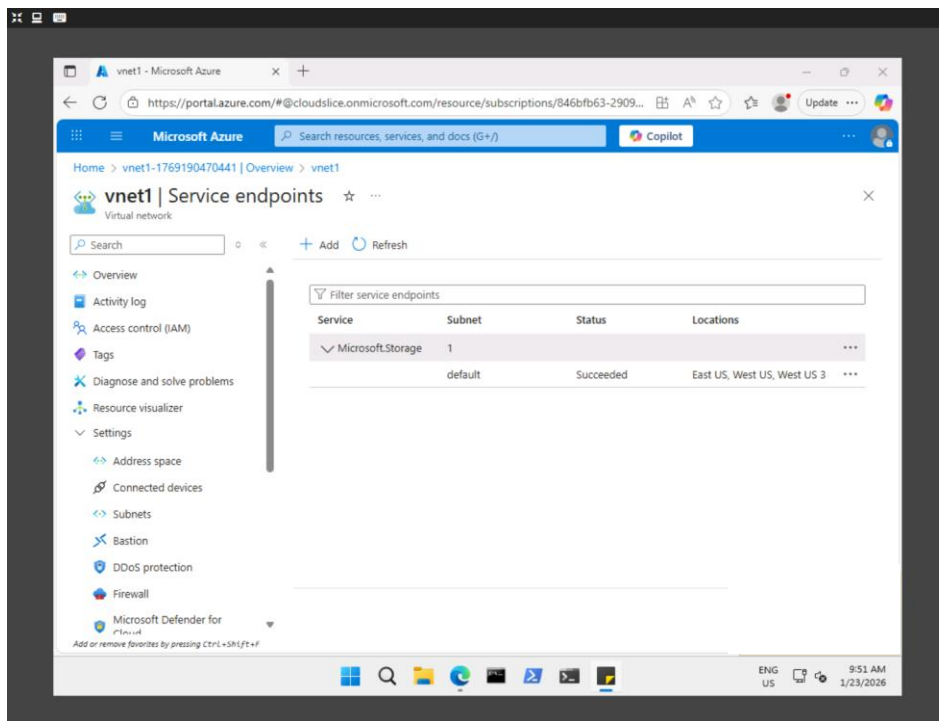 vnet1 - Microsoft Azure
https://portal.azure.com/#@cloudslice.onmicrosoft.com/resource/subscriptions/846bfb63-2909...
Update
Microsoft Azure
Search resources, services, and docs (G+/)
Copilot
Home > vnet1-1769190470441 | Overview > vnet1
vnet1 | Service endpoints
Virtual network
Search
Add Refresh
Overview
Activity log
Access control (IAM)
Tags
Diagnose and solve problems
Resource visualizer
Settings
Address space
Connected devices
Subnets
Bastion
DDoS protection
Firewall
Microsoft Defender for
Cloud
Add or remove favorites by pressing Ctrl+Shift+F
Filter service endpoints
Service Subnet Status Locations
Microsoft.Storage 1
default Succeeded East US, West US, West US 3
ENG
US
9:51 AM
1/23/2026